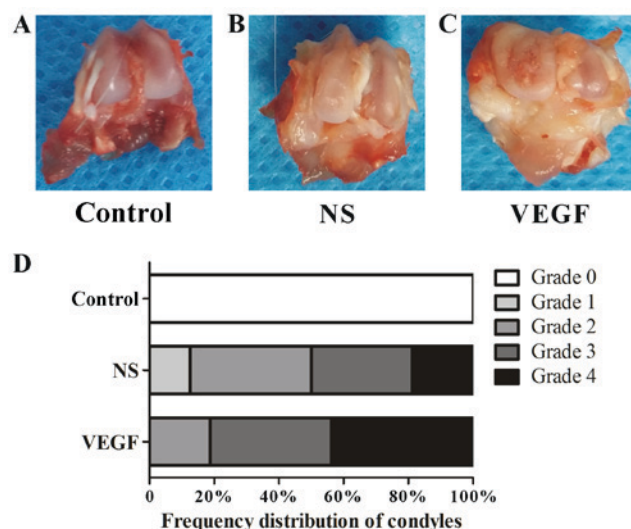 A
B
C
Control
NS
VEGF
D
Control
NS
VEGF
Grade 0
Grade 1
Grade 2
Grade 3
Grade 4
0 20% 40% 60% 80% 100%
Frequency distribution of condyles